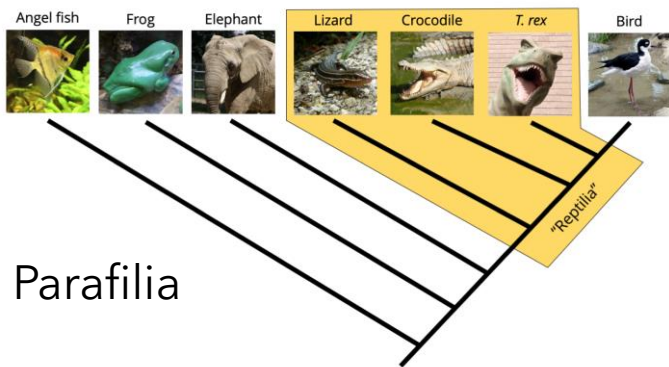 Angel fish Frog Elephant Lizard Crocodile T. rex Bird
"Reptilia"
Parafilia